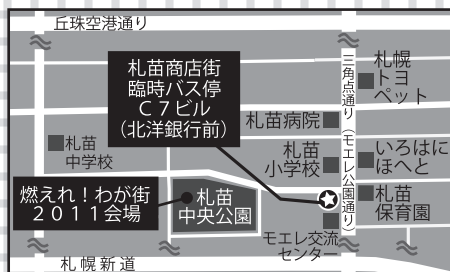 丘珠空港通り
札苗商店街
臨時バス停
C7ビル
(北洋銀行前)
札幌
トヨ
ペット
三角点通り(モエレ公園通り)
札苗病院
札苗
中学校
札苗
小学校
いろはに
ほへと
燃えれ!わが街
2011会場
札苗
中央公園
札苗
保育園
モエレ交流
センター
札幌新道